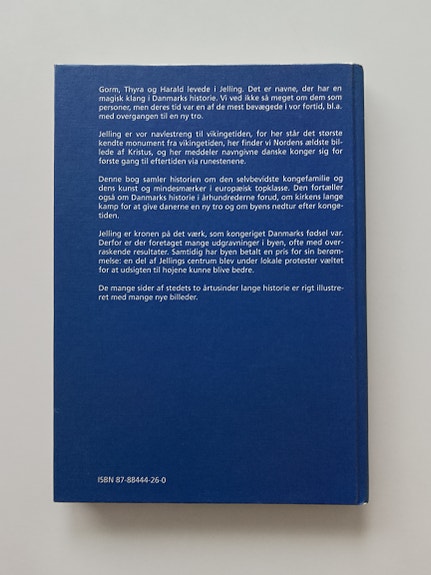 Gorm, Thyra og Harald levede i Jelling. Det er navne, der har en
magisk klang i Danmarks historie. Vi ved ikke så meget om dem som
personer, men deres tid var en af de mest bevægede i vor fortid, bl.a.
med overgangen til en ny tro.
Jelling er vor navlestreng til vikingetiden, for her står det største
kendte monument fra vikingetiden, her finder vi Nordens ældste bil-
lede af Kristus, og her meddeler navngivne danske konger sig for
første gang til eftertiden via runestenene.
Denne bog samler historien om den selvbevidste kongefamilie og
dens kunst og mindesmærker i europæisk topklasse. Den fortæller
også om Danmarks historie i århundrederne forud, om kirkens lange
kamp for at give danerne en ny tro og om byens nedtur efter konge-
tiden.
Jelling er kronen på det værk, som kongeriget Danmarks fødsel var.
Derfor er der foretaget mange udgravninger i byen, ofte med over-
raskende resultater. Samtidig har byen betalt en pris for sin berøm-
melse: en del af Jellings centrum blev under lokale protester væltet
for at udsigten til højene kunne blive bedre.
De mange sider af stedets to årtusinder lange historie er rigt illustre-
ret med mange nye billeder.
ISBN 87-88444-26-0